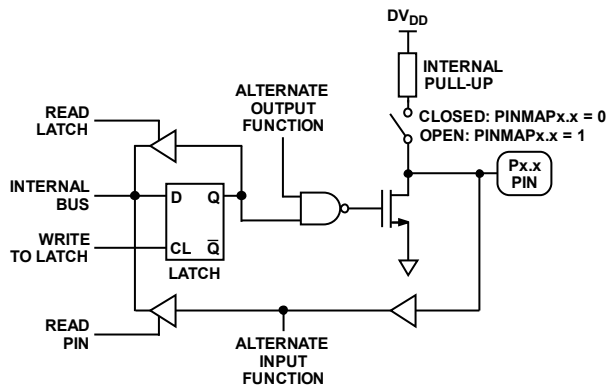 DVDD
INTERNAL
PULL-UP
CLOSED: PINMAPx.x = 0
OPEN: PINMAPx.x = 1
ALTERNATE
OUTPUT
FUNCTION
READ
LATCH
Px.x
PIN
INTERNAL
BUS
D
Q
WRITE
TO LATCH
CL
Q̅
LATCH
READ
PIN
ALTERNATE
INPUT
FUNCTION